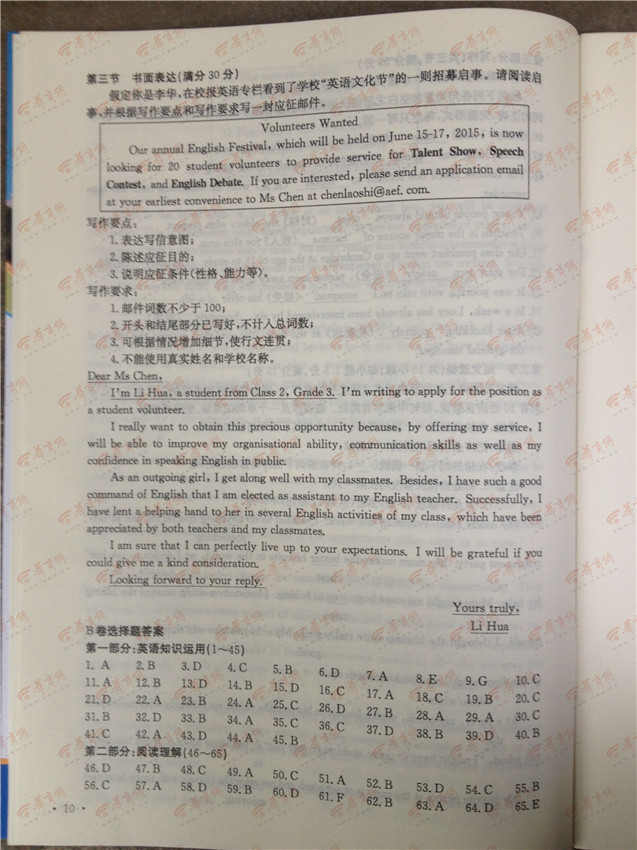 第三节 书面表达(满分30分)
假定你是李华,在校报英语专栏看到了学校“英语文化节”的一则招募启事。请阅读启
事,并根据写作要点和写作要求写一封应征邮件。
Volunteers Wanted
Our annual English Festival, which will be held on June 15-17, 2015, is now
looking for 20 student volunteers to provide service for Talent Show, Speech
Contest, and English Debate. If you are interested, please send an application email
at your earliest convenience to Ms Chen at chenlaoshi@aef.com.
写作要点:
1.表达写信意图;
2.陈述应征目的;
3.说明应征条件(性格、能力等)。
写作要求:
1.邮件词数不少于100;
2.开头和结尾部分已写好,不计入总词数;
3.可根据情况增加细节,使行文连贯;
4.不能使用真实姓名和学校名称。
Dear Ms Chen,
I'm Li Hua, a student from Class 2, Grade 3. I'm writing to apply for the position as
a student volunteer.
I really want to obtain this precious opportunity because, by offering my service, I
will be able to improve my organisational ability, communication skills as well as my
confidence in speaking English in public.
As an outgoing girl, I get along well with my classmates. Besides, I have such a good
command of English that I am elected as assistant to my English teacher. Successfully, I
have lent a helping hand to her in several English activities of my class, which have been
appreciated by both teachers and my classmates.
I am sure that I can perfectly live up to your expectations. I will be grateful if you
could give me a kind consideration.
Looking forward to your reply.
Yours truly,
Li Hua
B卷选择题答案
第一部分:英语知识运用(1～45)
1. A 2. B 3. D 4. C 5. B 6. D 7. A 8. E 9. G 10. C
11. A 12. B 13. D 14. B 15. D 16. C 17. A 18. C 19. B 20. C
21. D 22. A 23. B 24. A 25. C 26. D 27. B 28. A 29. A 30. C
31. B 32. D 33. B 34. A 35. C 36. C 37. D 38. B 39. D 40. B
41. C 42. A 43. D 44. A 45. B
第二部分:阅读理解(46～65)
46. D 47. B 48. C 49. A 50. C 51. A 52. B 53. D 54. C 55. B
56. C 57. A 58. D 59. B 60. D 61. F 62. B 63. A 64. D 65. E
· 10 ·